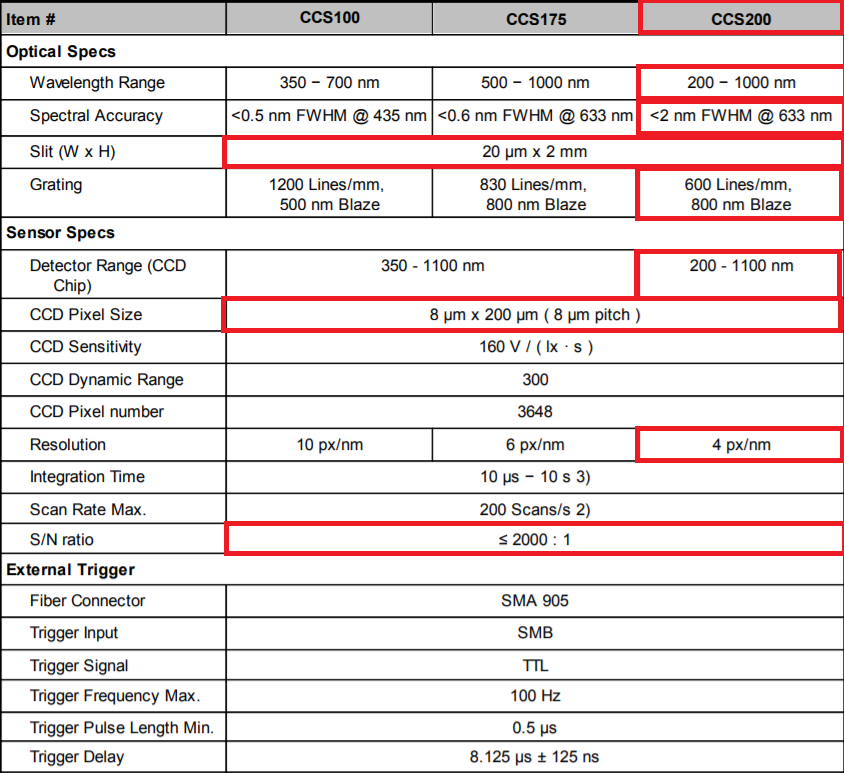 Item # CCS100 CCS175 CCS200
Optical Specs
Wavelength Range 350 − 700 nm 500 − 1000 nm 200 − 1000 nm
Spectral Accuracy <0.5 nm FWHM @ 435 nm <0.6 nm FWHM @ 633 nm <2 nm FWHM @ 633 nm
Slit (W x H) 20 µm x 2 mm
Grating 1200 Lines/mm, 830 Lines/mm, 600 Lines/mm,
500 nm Blaze 800 nm Blaze 800 nm Blaze
Sensor Specs
Detector Range (CCD 350 - 1100 nm 200 - 1100 nm
Chip)
CCD Pixel Size 8 µm x 200 µm ( 8 µm pitch )
CCD Sensitivity 160 V / ( lx · s )
CCD Dynamic Range 300
CCD Pixel number 3648
Resolution 10 px/nm 6 px/nm 4 px/nm
Integration Time 10 µs − 10 s 3)
Scan Rate Max. 200 Scans/s 2)
S/N ratio ≤ 2000 : 1
External Trigger
Fiber Connector SMA 905
Trigger Input SMB
Trigger Signal TTL
Trigger Frequency Max. 100 Hz
Trigger Pulse Length Min. 0.5 µs
Trigger Delay 8.125 µs ± 125 ns